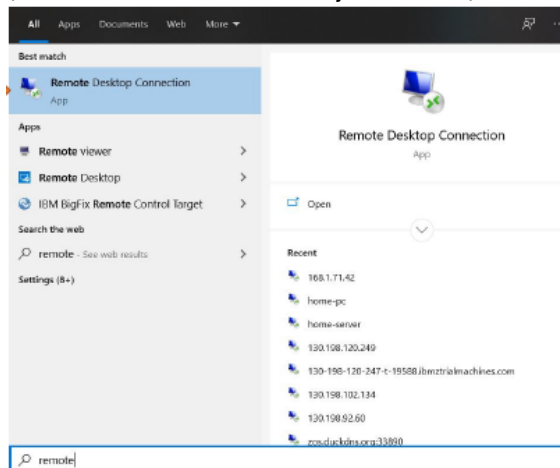 All Apps Documents Web More
Best match
Remote Desktop Connection
App
Apps
Remote viewer
Remote Desktop
IBM BigFix Remote Control Target
Search the web
remote - See web results
Settings (8+)
Remote Desktop Connection
App
Open
Recent
168.1.71.42
home-pc
home-server
130.198.120.249
130-198-120-247-t-19588.ibmztrialmachines.com
130.198.102.134
130.198.92.60
zos.duckdns.org:33890
remote